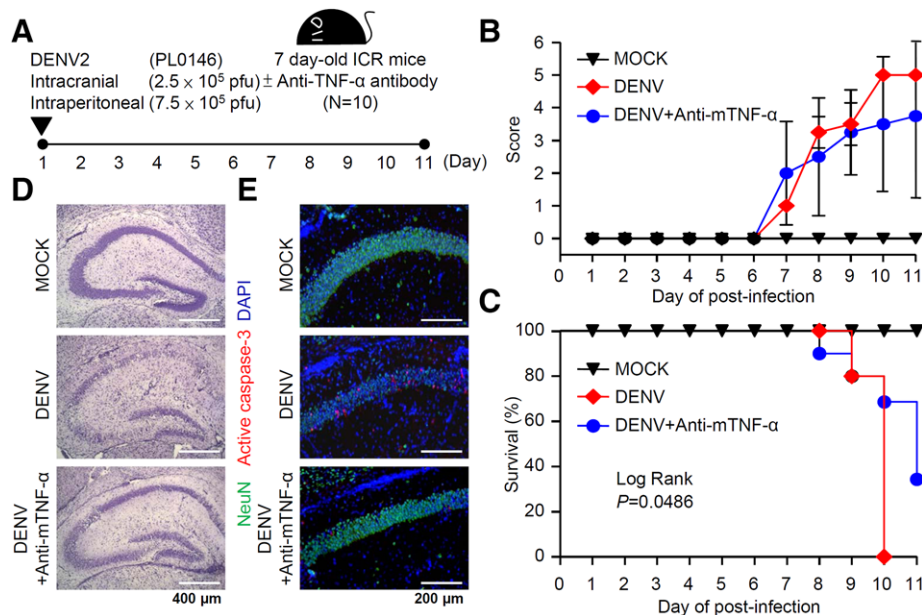 A
DENV2 (PL0146) 7 day-old ICR mice
Intracranial (2.5 × 10⁵ pfu) ± Anti-TNF-α antibody
Intraperitoneal (7.5 × 10⁵ pfu) (N=10)
1 2 3 4 5 6 7 8 9 10 11 (Day)
B
MOCK
DENV
DENV+Anti-mTNF-α
Score
6
5
4
3
2
1
0
0 1 2 3 4 5 6 7 8 9 10 11
Day of post-infection
C
MOCK
DENV
DENV+Anti-mTNF-α
Log Rank
P=0.0486
Survival (%)
100
80
60
40
20
0
0 1 2 3 4 5 6 7 8 9 10 11
Day of post-infection
D
MOCK
DENV
DENV
+Anti-mTNF-α
400 μm
E
NeuN Active caspase-3 DAPI
MOCK
DENV
DENV
+Anti-mTNF-α
200 μm